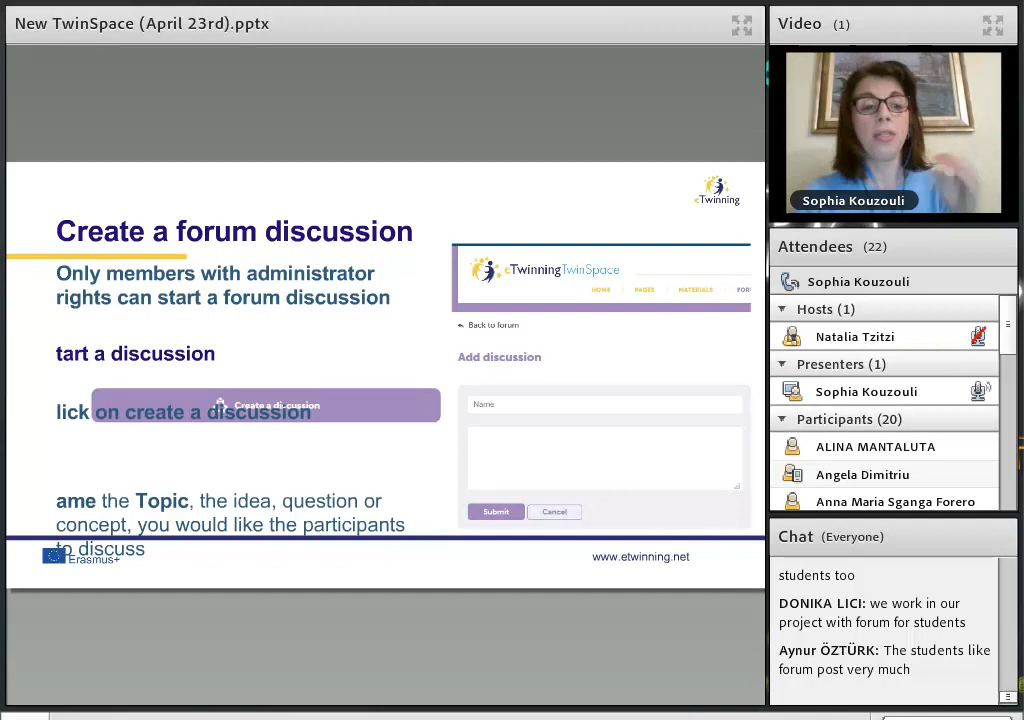 New TwinSpace (April 23rd).pptx
eTwinning
Create a forum discussion
Only members with administrator
rights can start a forum discussion
tart a discussion
Create a discussion
lick on create a discussion
ame the Topic, the idea, question or
concept, you would like the participants
to discuss
eTwinningTwinSpace
HOME
PAGES
MATERIALS
FOR
Back to forum
Add discussion
Name
Submit
Cancel
Erasmus+
www.etwinning.net
Video (1)
Sophia Kouzouli
Attendees (22)
Sophia Kouzouli
Hosts (1)
Natalia Tzitzi
Presenters (1)
Sophia Kouzouli
Participants (20)
ALINA MANTALUTA
Angela Dimitriu
Anna Maria Sganga Forero
Chat (Everyone)
students too
DONIKA LICI: we work in our
project with forum for students
Aynur ÖZTÜRK: The students like
forum post very much